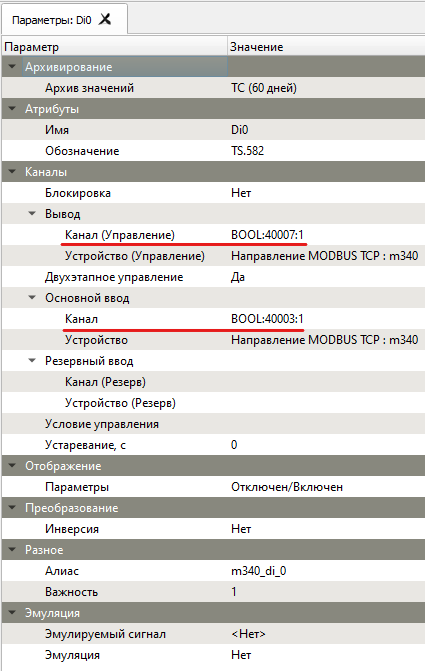 Параметры: Di0
Параметр Значение
Архивирование
Архив значений ТС (60 дней)
Атрибуты
Имя Di0
Обозначение TS.582
Каналы
Блокировка Нет
Вывод
Канал (Управление) BOOL:40007:1
Устройство (Управление) Направление MODBUS TCP : m340
Двухэтапное управление Да
Основной ввод
Канал BOOL:40003:1
Устройство Направление MODBUS TCP : m340
Резервный ввод
Канал (Резерв)
Устройство (Резерв)
Условие управления
Устаревание, с 0
Отображение
Параметры Отключен/Включен
Преобразование
Инверсия Нет
Разное
Алиас m340_di_0
Важность 1
Эмуляция
Эмулируемый сигнал <Нет>
Эмуляция Нет